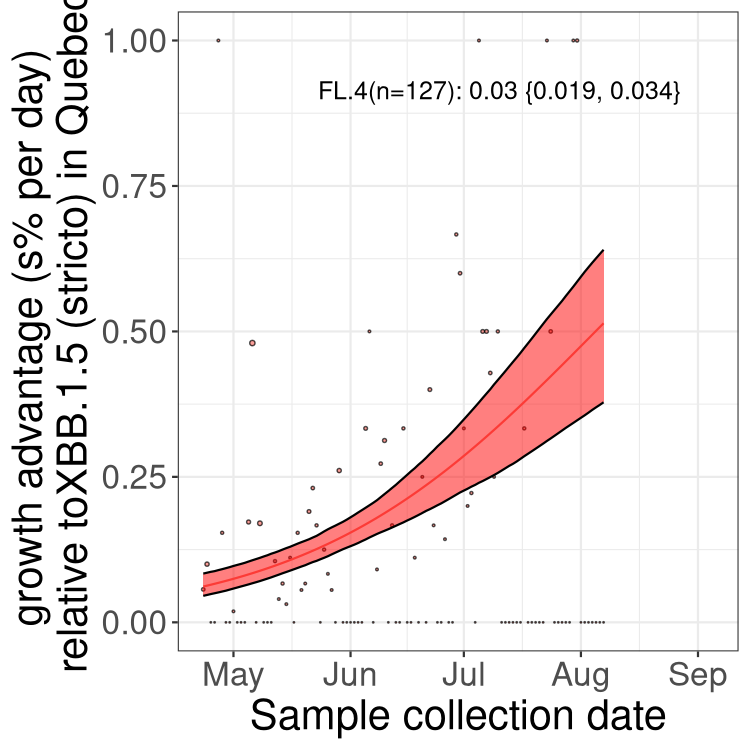 growth advantage (s% per day)
relative toXBB.1.5 (stricto) in Quebec
1.00
FL.4(n=127): 0.03 {0.019, 0.034}
0.75
0.50
0.25
0.00
May Jun Jul Aug Sep
Sample collection date